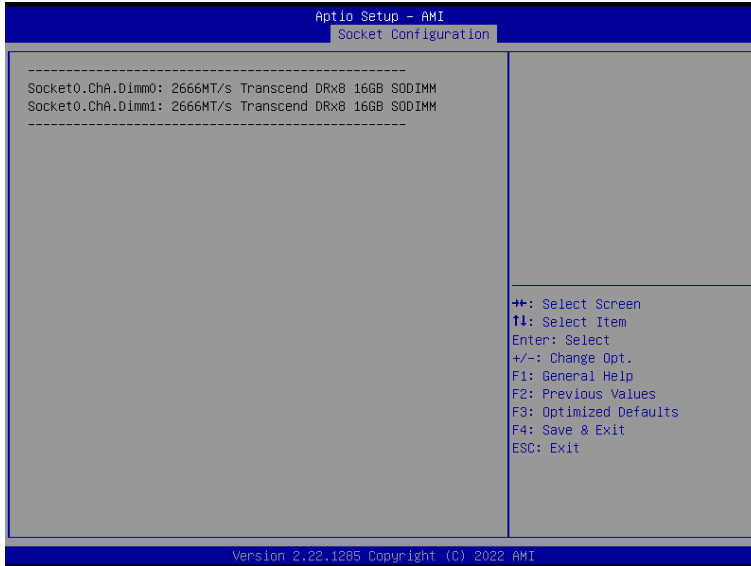 Aptio Setup - AMI
Socket Configuration
--------------------------------------------------
Socket0.ChA.Dimm0: 2666MT/s Transcend DRx8 16GB SODIMM
Socket0.ChA.Dimm1: 2666MT/s Transcend DRx8 16GB SODIMM
--------------------------------------------------
→←: Select Screen
↑↓: Select Item
Enter: Select
+/-: Change Opt.
F1: General Help
F2: Previous Values
F3: Optimized Defaults
F4: Save & Exit
ESC: Exit
Version 2.22.1285 Copyright (C) 2022 AMI